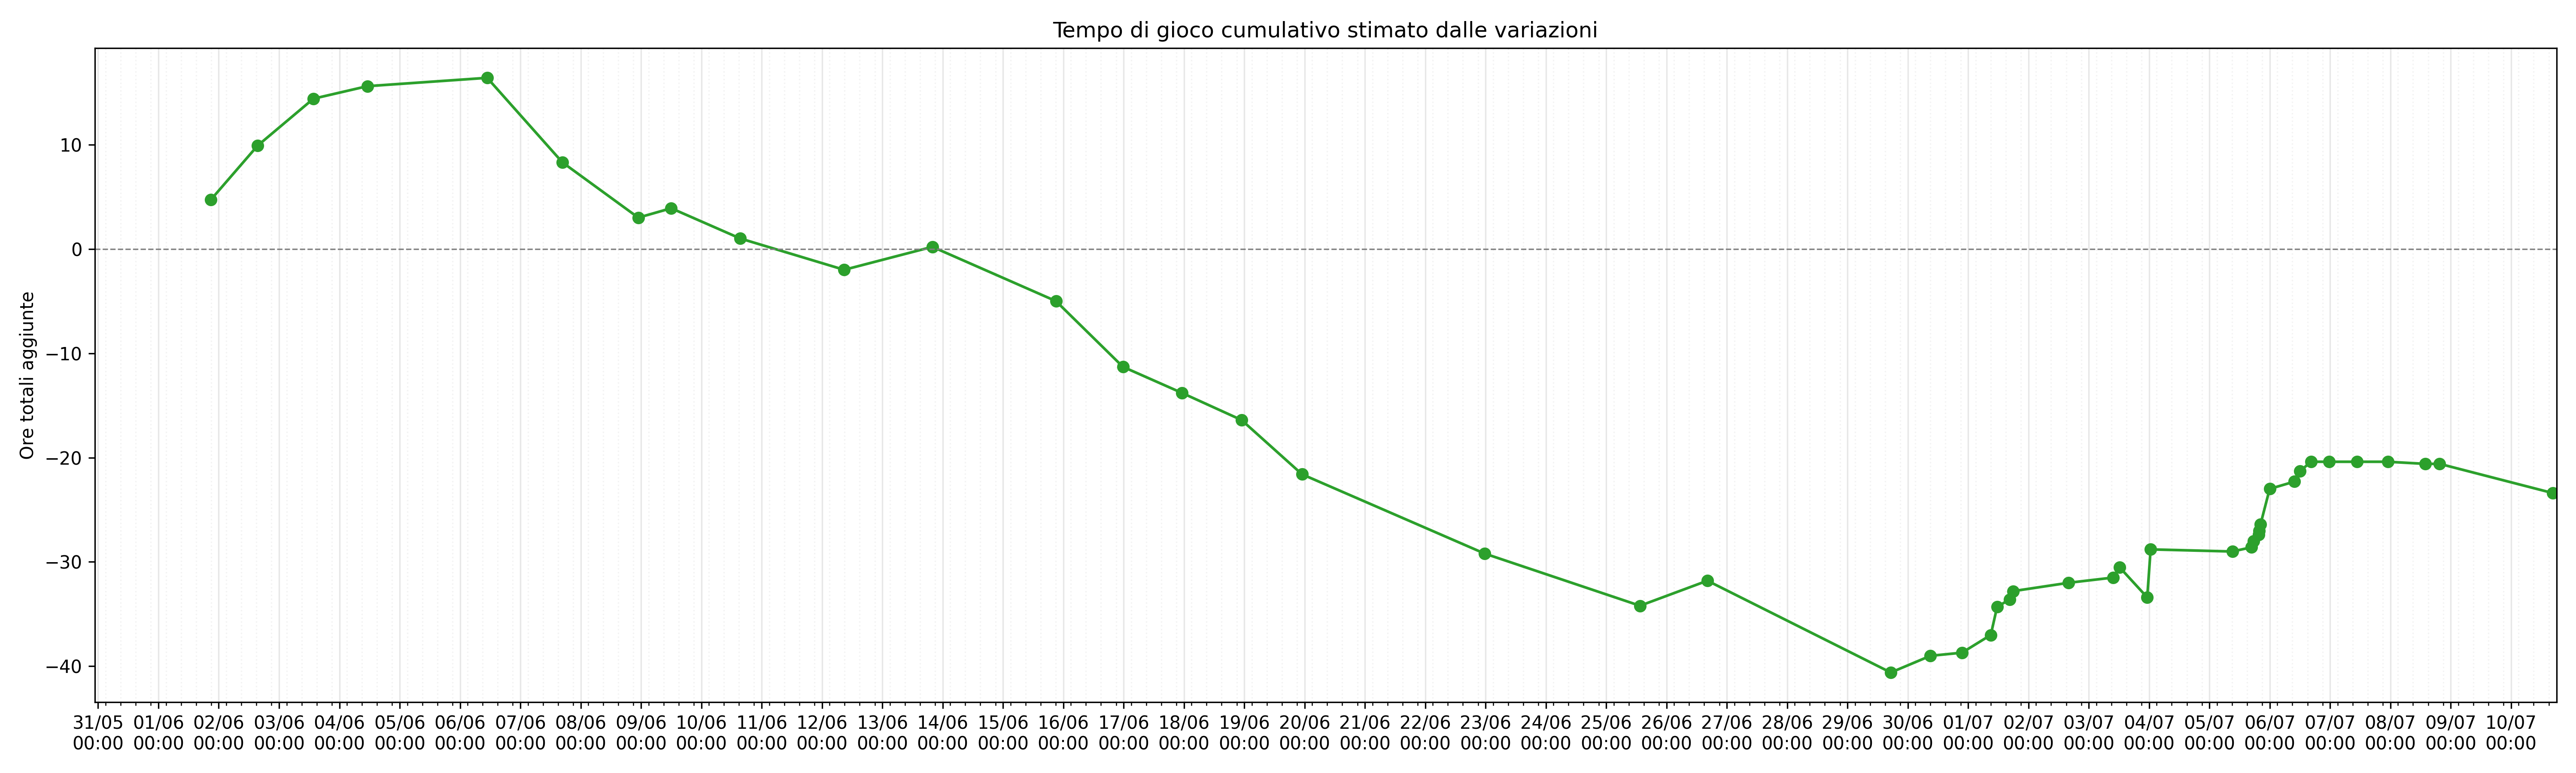 Tempo di gioco cumulativo stimato dalle variazioni
Ore totali aggiunte
10
0
−10
−20
−30
−40
31/05 01/06 02/06 03/06 04/06 05/06 06/06 07/06 08/06 09/06 10/06 11/06 12/06 13/06 14/06 15/06 16/06 17/06 18/06 19/06 20/06 21/06 22/06 23/06 24/06 25/06 26/06 27/06 28/06 29/06 30/06 01/07 02/07 03/07 04/07 05/07 06/07 07/07 08/07 09/07 10/07
00:00 00:00 00:00 00:00 00:00 00:00 00:00 00:00 00:00 00:00 00:00 00:00 00:00 00:00 00:00 00:00 00:00 00:00 00:00 00:00 00:00 00:00 00:00 00:00 00:00 00:00 00:00 00:00 00:00 00:00 00:00 00:00 00:00 00:00 00:00 00:00 00:00 00:00 00:00 00:00 00:00